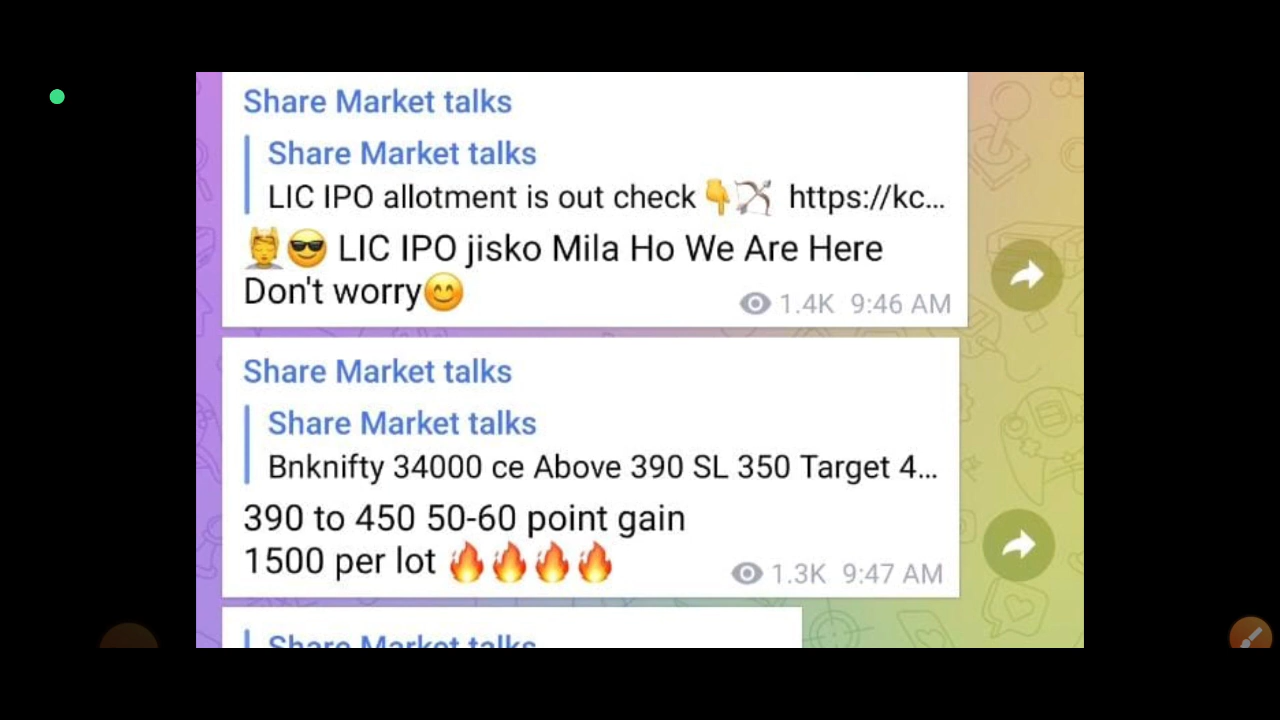 Share Market talks
Share Market talks
LIC IPO allotment is out check👇🏹 https://kc...
💆😎 LIC IPO jisko Mila Ho We Are Here
Don't worry😊
1.4K 9:46 AM
Share Market talks
Share Market talks
Bnknifty 34000 ce Above 390 SL 350 Target 4...
390 to 450 50-60 point gain
1500 per lot 🔥🔥🔥🔥
1.3K 9:47 AM
Share Market talks